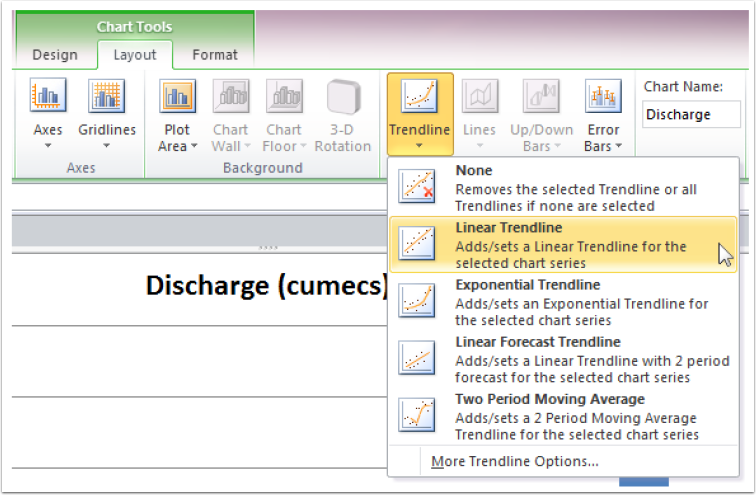 Chart Tools
Design Layout Format
Axes Gridlines Plot Area Chart Wall Chart Floor 3-D Rotation Trendline Lines Up/Down Bars Error Bars
Chart Name:
Discharge
Axes Background
None
Removes the selected Trendline or all
Trendlines if none are selected
Linear Trendline
Adds/sets a Linear Trendline for the
selected chart series
Discharge (cumecs)
Exponential Trendline
Adds/sets an Exponential Trendline for
the selected chart series
Linear Forecast Trendline
Adds/sets a Linear Trendline with 2 period
forecast for the selected chart series
Two Period Moving Average
Adds/sets a 2 Period Moving Average
Trendline for the selected chart series
More Trendline Options...